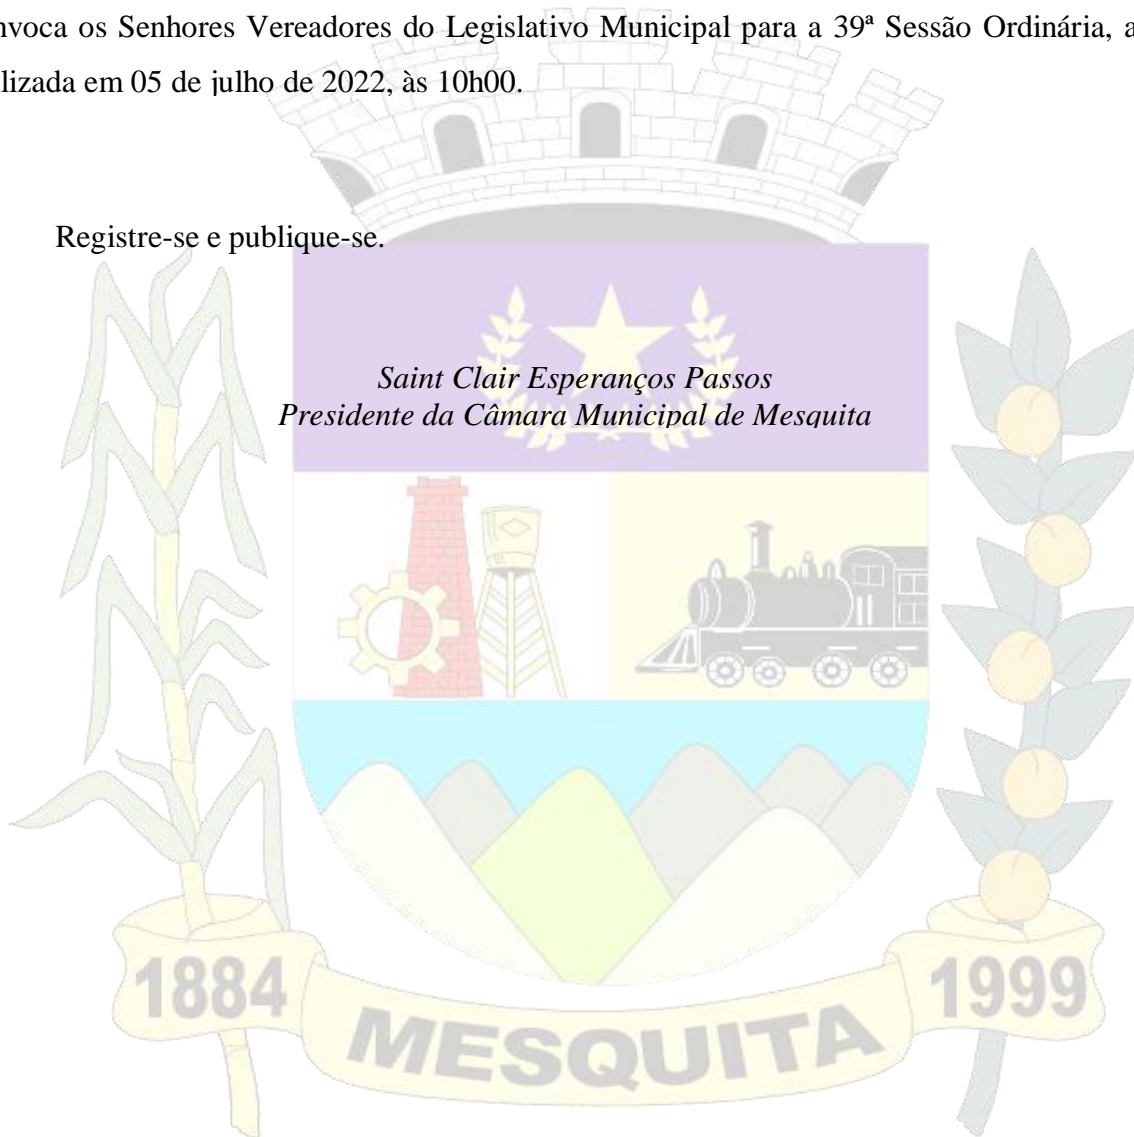 nvoca os Senhores Vereadores do Legislativo Municipal para a 39ª Sessão Ordinária, a
lizada em 05 de julho de 2022, às 10h00.
Registre-se e publique-se.
Saint Clair Esperanços Passos
Presidente da Câmara Municipal de Mesquita
1884
MESQUITA
1999